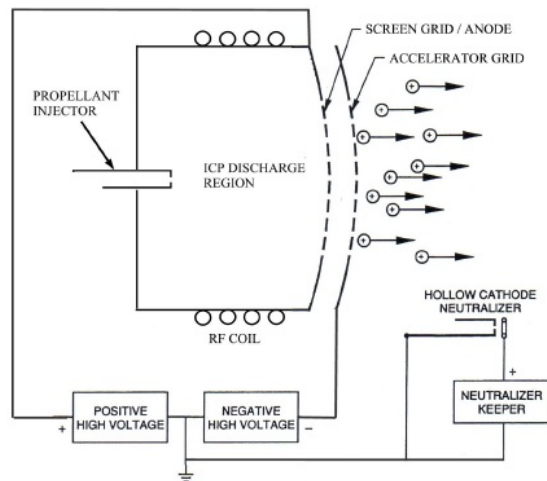 SCREEN GRID / ANODE
ACCELERATOR GRID
PROPELLANT
INJECTOR
ICP DISCHARGE
REGION
+
+
+
+
+
+
+
+
+
+
RF COIL
HOLLOW CATHODE
NEUTRALIZER
+
POSITIVE
HIGH VOLTAGE
+
NEGATIVE
HIGH VOLTAGE
-
NEUTRALIZER
KEEPER